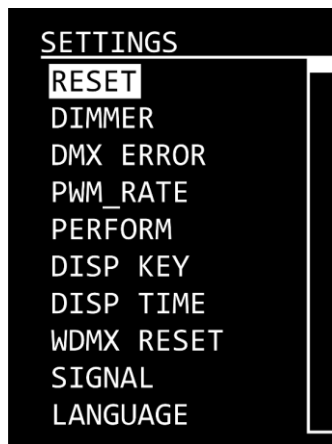 SETTINGS
RESET
DIMMER
DMX ERROR
PWM_RATE
PERFORM
DISP KEY
DISP TIME
WDMX RESET
SIGNAL
LANGUAGE